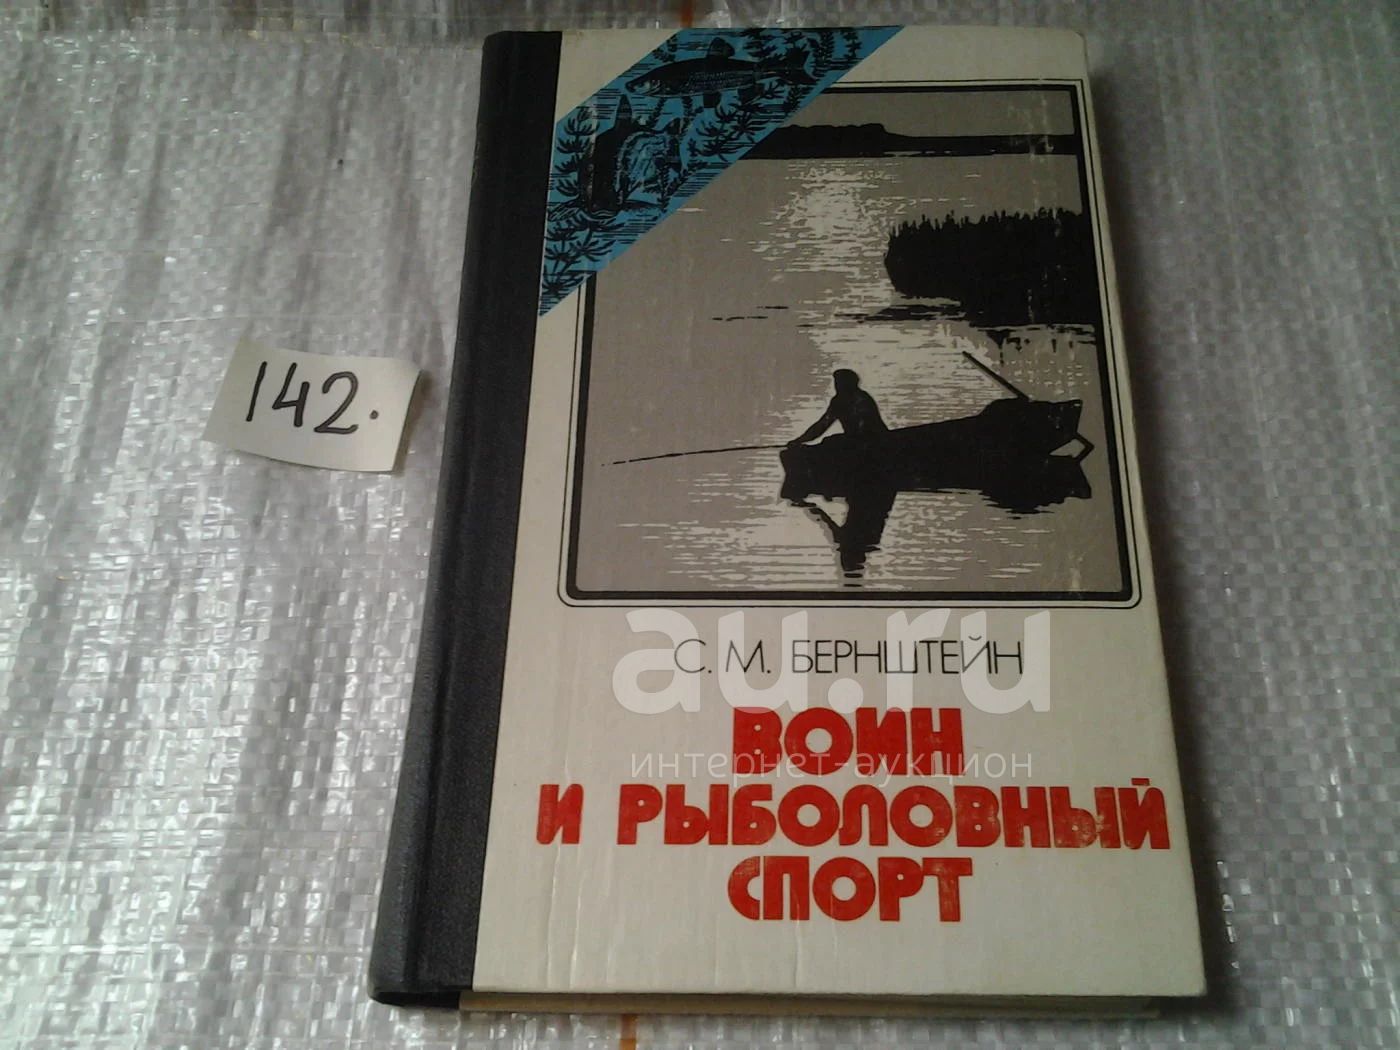 142.
С. М. БЕРНШТЕЙН
au.ru
ВОИН
интернет-аукцион
И РЫБОЛОВНЫЙ
СПОРТ